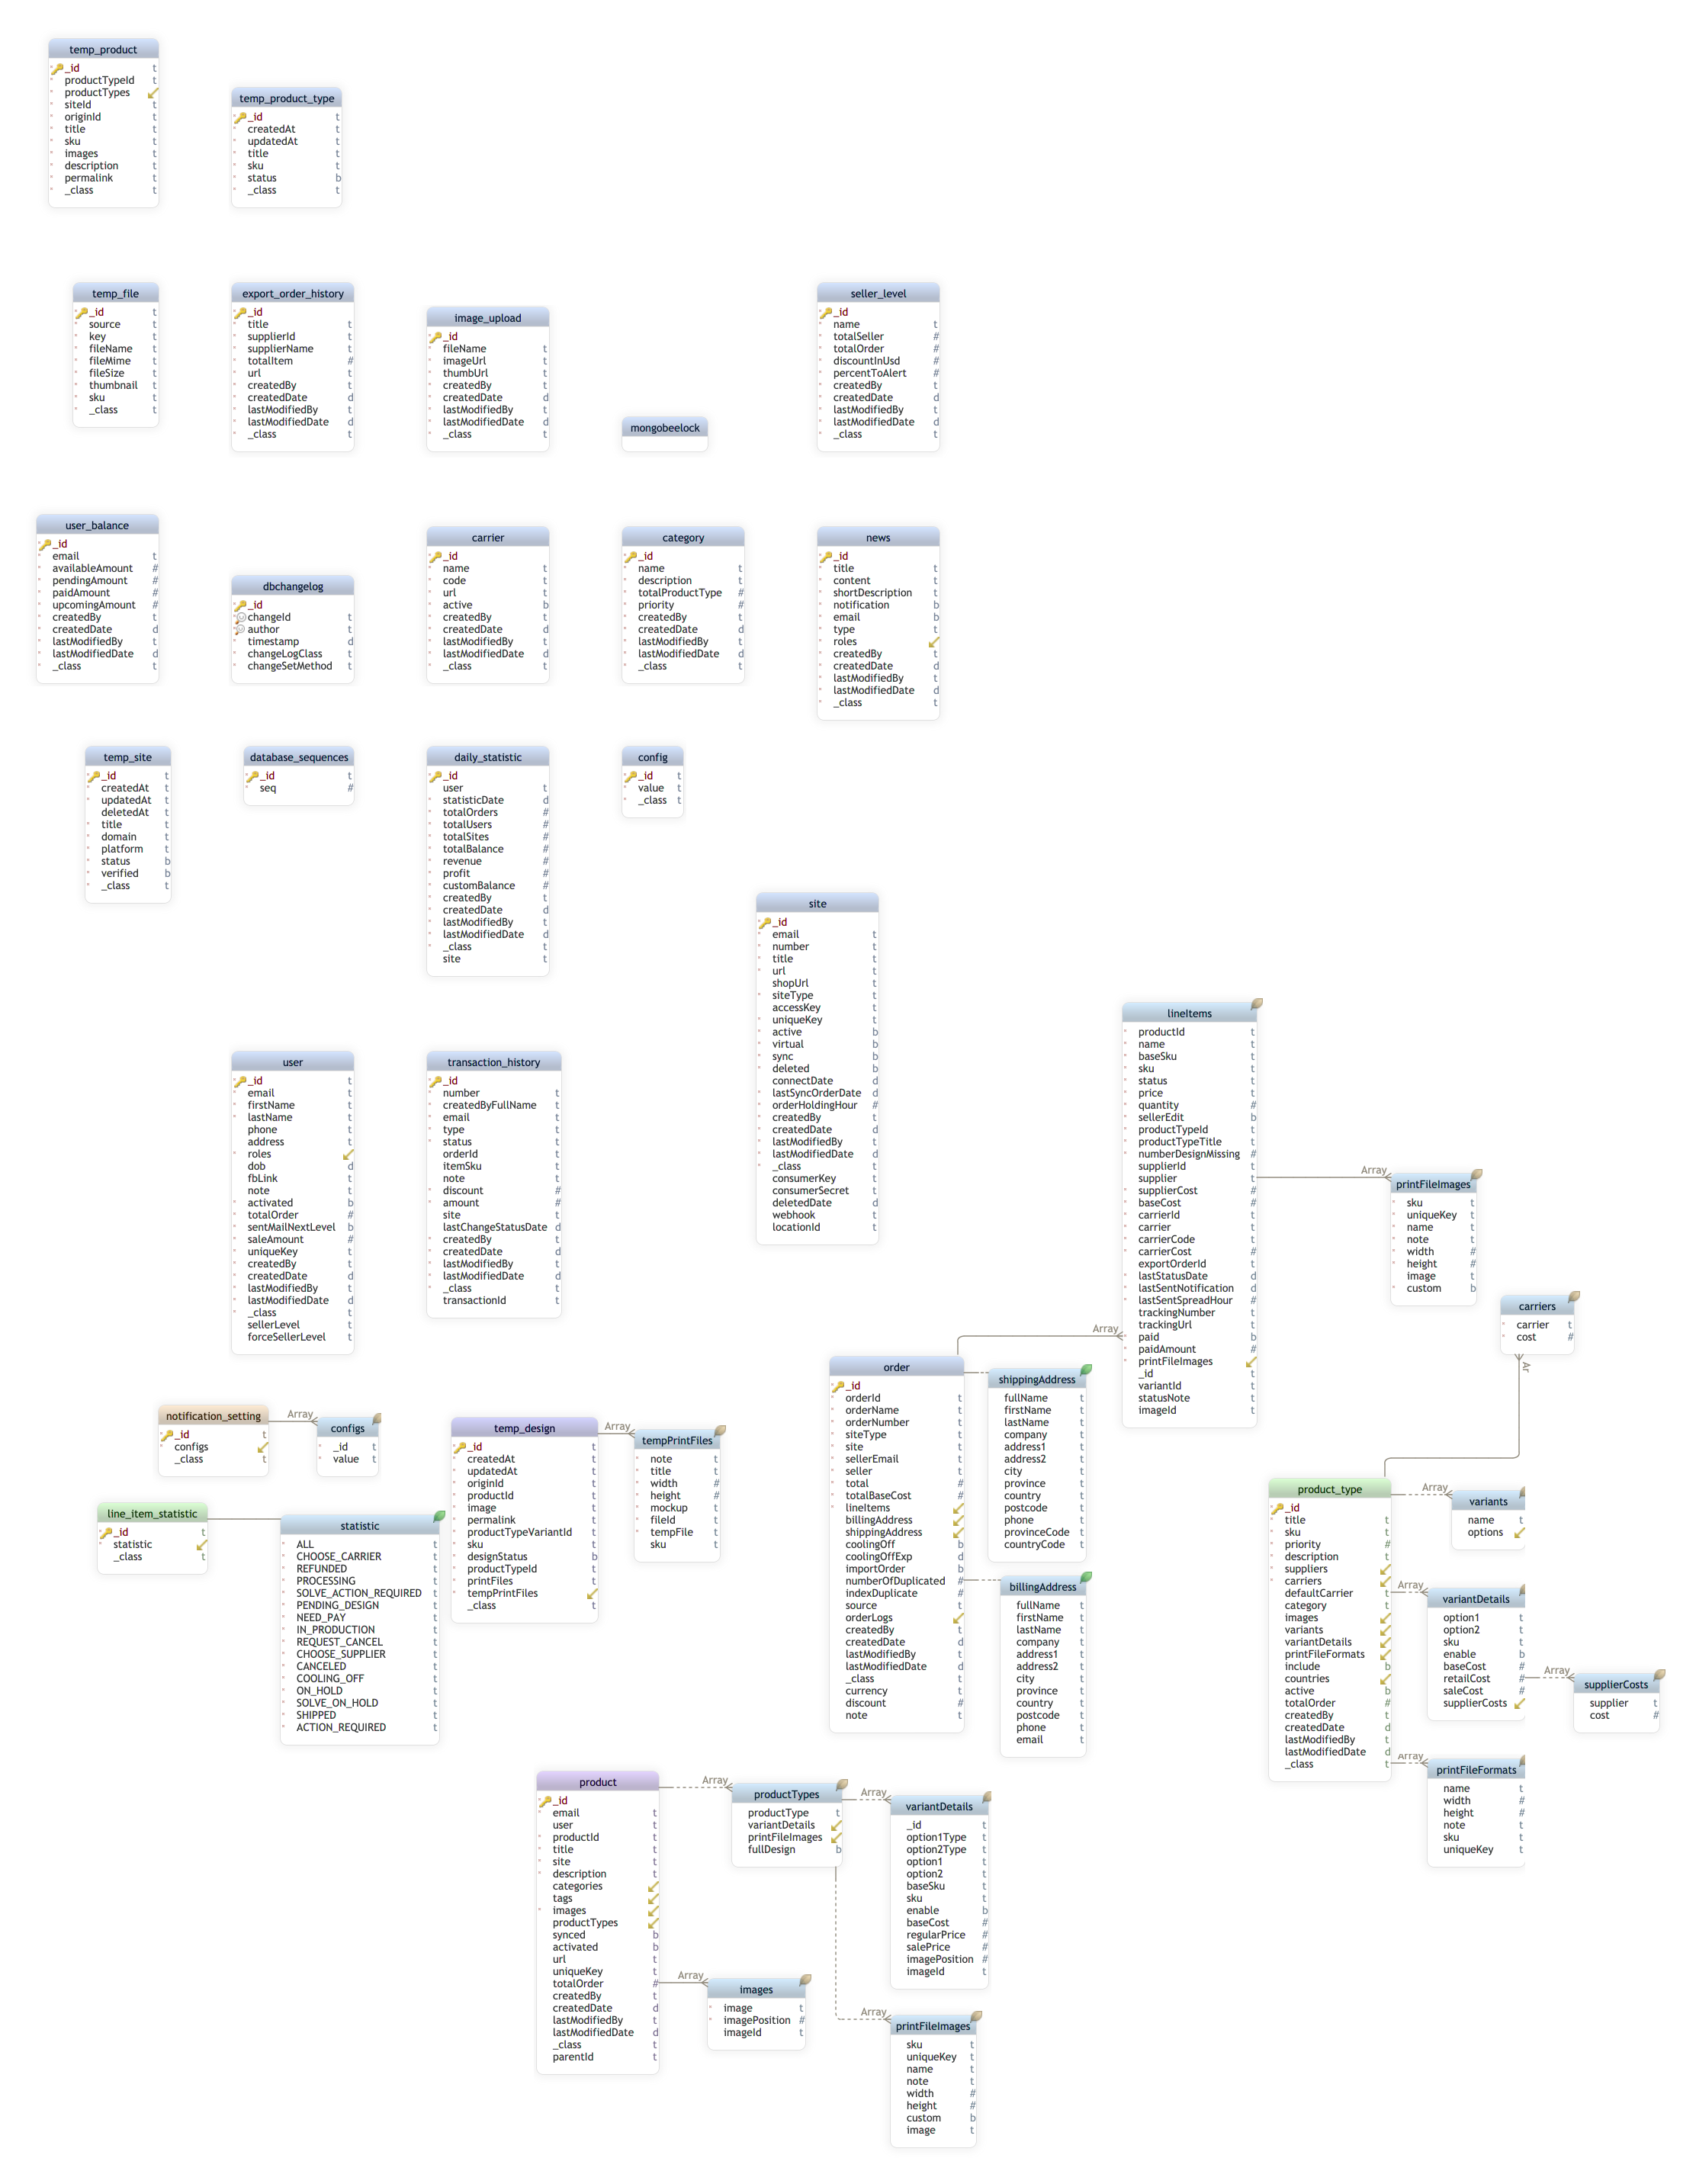 temp_product
_id t
productTypeId t
productTypes
siteId t
originId t
title t
sku t
images t
description t
permalink t
_class t
temp_product_type
_id t
createdAt t
updatedAt t
title t
sku t
status b
_class t
temp_file
_id t
source t
key t
fileName t
fileMime t
fileSize t
thumbnail t
sku t
_class t
export_order_history
_id
title t
supplierId t
supplierName t
totalItem #
url t
createdBy t
createdDate d
lastModifiedBy t
lastModifiedDate d
_class t
image_upload
_id
fileName t
imageUrl t
thumbUrl t
createdBy t
createdDate d
lastModifiedBy t
lastModifiedDate d
_class t
mongobeelock
seller_level
_id
name t
totalSeller #
totalOrder #
discountInUsd #
percentToAlert #
createdBy t
createdDate d
lastModifiedBy t
lastModifiedDate d
_class t
user_balance
_id
email t
availableAmount #
pendingAmount #
paidAmount #
upcomingAmount #
createdBy t
createdDate d
lastModifiedBy t
lastModifiedDate d
_class t
dbchangelog
_id
changeId t
author t
timestamp d
changeLogClass t
changeSetMethod t
carrier
_id
name t
code t
url t
active b
createdBy t
createdDate d
lastModifiedBy t
lastModifiedDate d
_class t
category
_id
name t
description t
totalProductType #
priority #
createdBy t
createdDate d
lastModifiedBy t
lastModifiedDate d
_class t
news
_id
title t
content t
shortDescription t
notification b
email b
type t
roles
createdBy t
createdDate d
lastModifiedBy t
lastModifiedDate d
_class t
temp_site
_id t
createdAt t
updatedAt t
deletedAt t
title t
domain t
platform t
status b
verified b
_class t
database_sequences
_id t
seq #
daily_statistic
_id
user t
statisticDate d
totalOrders #
totalUsers #
totalSites #
totalBalance #
revenue #
profit #
customBalance #
createdBy t
createdDate d
lastModifiedBy t
lastModifiedDate d
_class t
site t
config
_id t
value t
_class t
site
_id
email t
number t
title t
url t
shopUrl t
siteType t
accessKey t
uniqueKey t
active b
virtual b
sync b
deleted b
connectDate d
lastSyncOrderDate d
orderHoldingHour #
createdBy t
createdDate d
lastModifiedBy t
lastModifiedDate d
_class t
consumerKey t
consumerSecret t
deletedDate d
webhook t
locationId t
user
_id t
email t
firstName t
lastName t
phone t
address t
roles
dob d
fbLink t
note t
activated b
totalOrder #
sentMailNextLevel b
saleAmount #
uniqueKey t
createdBy t
createdDate d
lastModifiedBy t
lastModifiedDate d
_class t
sellerLevel t
forceSellerLevel t
transaction_history
_id
number t
createdByFullName t
email t
type t
status t
orderId t
itemSku t
note t
discount #
amount #
site t
lastChangeStatusDate d
createdBy t
createdDate d
lastModifiedBy t
lastModifiedDate d
_class t
transactionId t
lineItems
productId t
name t
baseSku t
sku t
status t
price t
quantity #
sellerEdit b
productTypeId t
productTypeTitle t
numberDesignMissing #
supplierId t
supplier t
supplierCost #
baseCost #
carrierId t
carrier t
carrierCode t
carrierCost #
exportOrderId t
lastStatusDate d
lastSentNotification d
lastSentSpreadHour #
trackingNumber t
trackingUrl t
paid b
paidAmount #
printFileImages
_id t
variantId t
statusNote t
imageId t
Array
printFileImages
sku t
uniqueKey t
name t
note t
width #
height #
image t
custom b
carriers
carrier t
cost #
Ar
Array
order
_id
orderId t
orderName t
orderNumber t
siteType t
site t
sellerEmail t
seller t
total #
totalBaseCost #
lineItems
billingAddress
shippingAddress
coolingOff b
coolingOffExp d
importOrder b
numberOfDuplicated #
indexDuplicate #
source t
orderLogs
createdBy t
createdDate d
lastModifiedBy t
lastModifiedDate d
_class t
currency t
discount #
note t
shippingAddress
fullName t
firstName t
lastName t
company t
address1 t
address2 t
city t
province t
country t
postcode t
phone t
provinceCode t
countryCode t
billingAddress
fullName t
firstName t
lastName t
company t
address1 t
address2 t
city t
province t
country t
postcode t
phone t
email t
notification_setting
_id t
configs
_class t
Array
configs
_id t
value t
line_item_statistic
_id t
statistic
_class t
statistic
ALL t
CHOOSE_CARRIER t
REFUNDED t
PROCESSING t
SOLVE_ACTION_REQUIRED t
PENDING_DESIGN t
NEED_PAY t
IN_PRODUCTION t
REQUEST_CANCEL t
CHOOSE_SUPPLIER t
CANCELED t
COOLING_OFF t
ON_HOLD t
SOLVE_ON_HOLD t
SHIPPED t
ACTION_REQUIRED t
temp_design
_id t
createdAt t
updatedAt t
originId t
productId t
image t
permalink t
productTypeVariantId t
sku t
designStatus b
productTypeId t
printFiles t
tempPrintFiles
_class t
Array
tempPrintFiles
note t
title t
width #
height #
mockup t
fileId t
tempFile t
sku t
product_type
_id
title t
sku t
priority #
description t
suppliers
carriers
defaultCarrier t
category t
images
variants
variantDetails
printFileFormats
include b
countries
active b
totalOrder #
createdBy t
createdDate d
lastModifiedBy t
lastModifiedDate d
_class t
Array
variants
name t
options
Array
variantDetails
option1 t
option2 t
sku t
enable b
baseCost #
retailCost #
saleCost #
supplierCosts
Array
supplierCosts
supplier t
cost #
Array
printFileFormats
name t
width #
height #
note t
sku t
uniqueKey t
product
_id
email t
user t
productId t
title t
site t
description t
categories
tags
images
productTypes
synced b
activated b
url t
uniqueKey t
totalOrder #
createdBy t
createdDate d
lastModifiedBy t
lastModifiedDate d
_class t
parentId t
Array
productTypes
productType t
variantDetails
printFileImages
fullDesign b
Array
variantDetails
_id t
option1Type t
option2Type t
option1 t
option2 t
baseSku t
sku t
enable b
baseCost #
regularPrice #
salePrice #
imagePosition #
imageId t
Array
images
image t
imagePosition #
imageId t
Array
printFileImages
sku t
uniqueKey t
name t
note t
width #
height #
custom b
image t